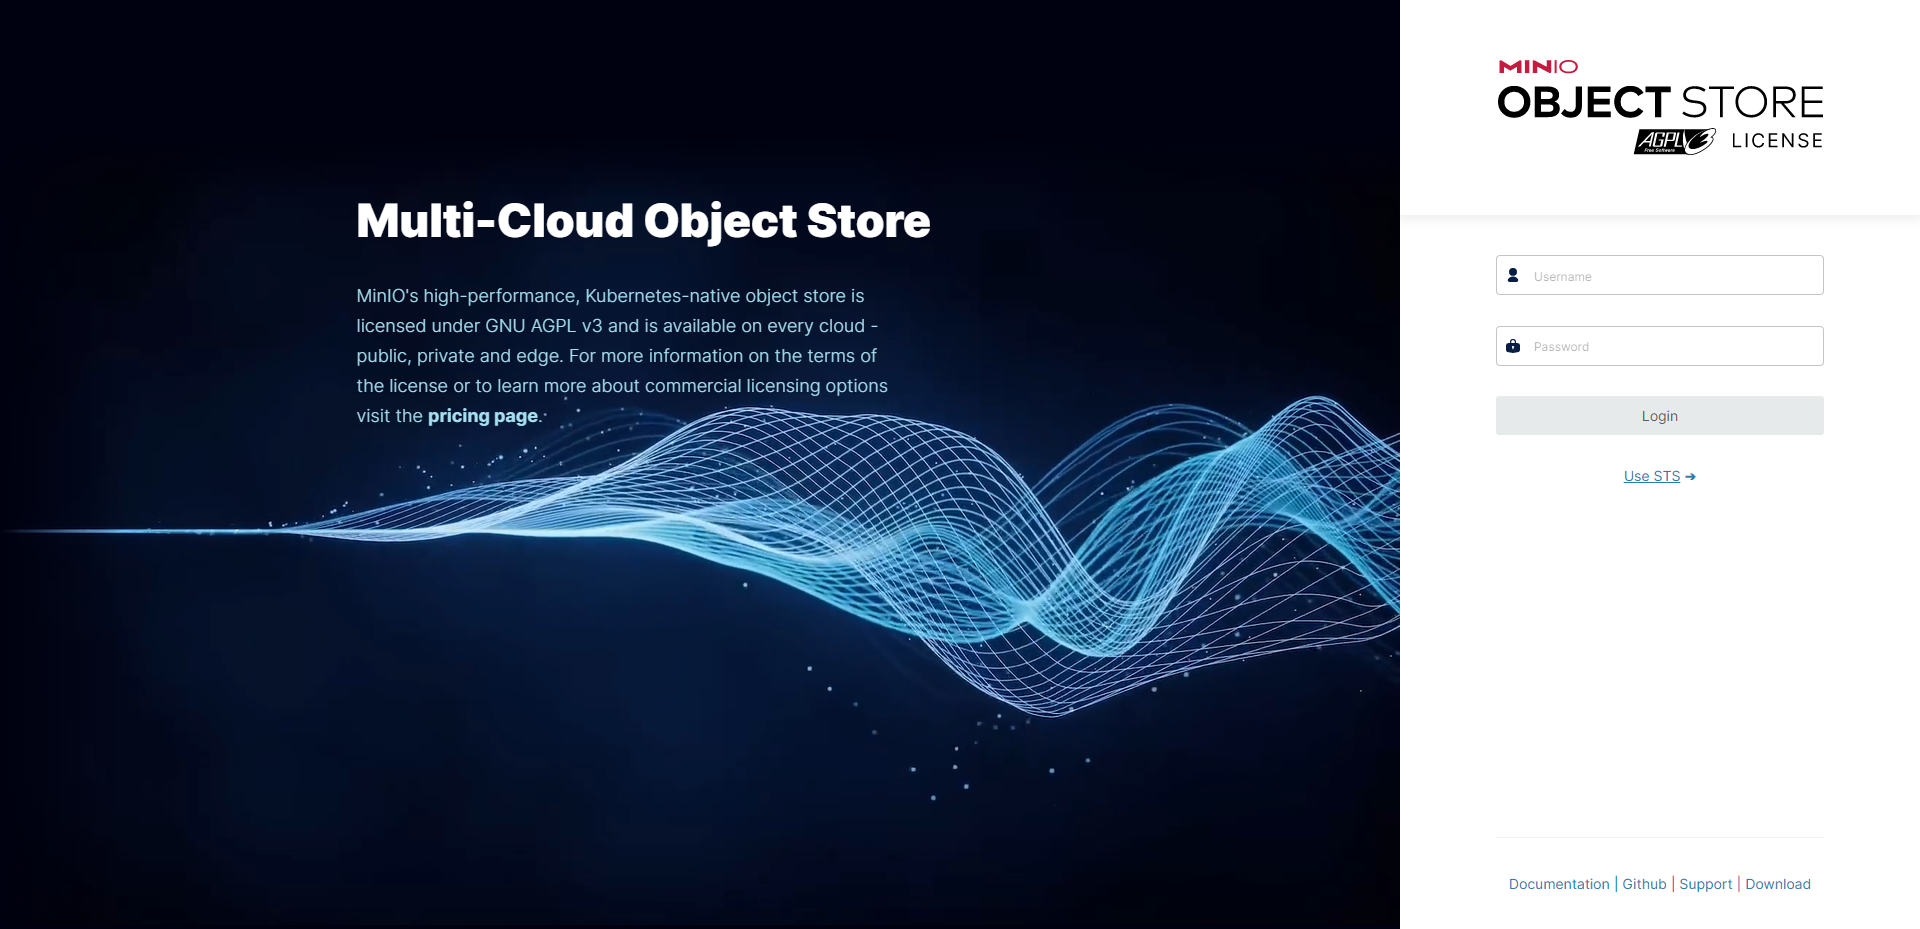 Multi-Cloud Object Store
MinIO's high-performance, Kubernetes-native object store is
licensed under GNU AGPL v3 and is available on every cloud -
public, private and edge. For more information on the terms of
the license or to learn more about commercial licensing options
visit the pricing page.
MINIO
OBJECT STORE
AGPL v3 LICENSE
Free Software
Username
Password
Login
Use STS ➔
Documentation | Github | Support | Download